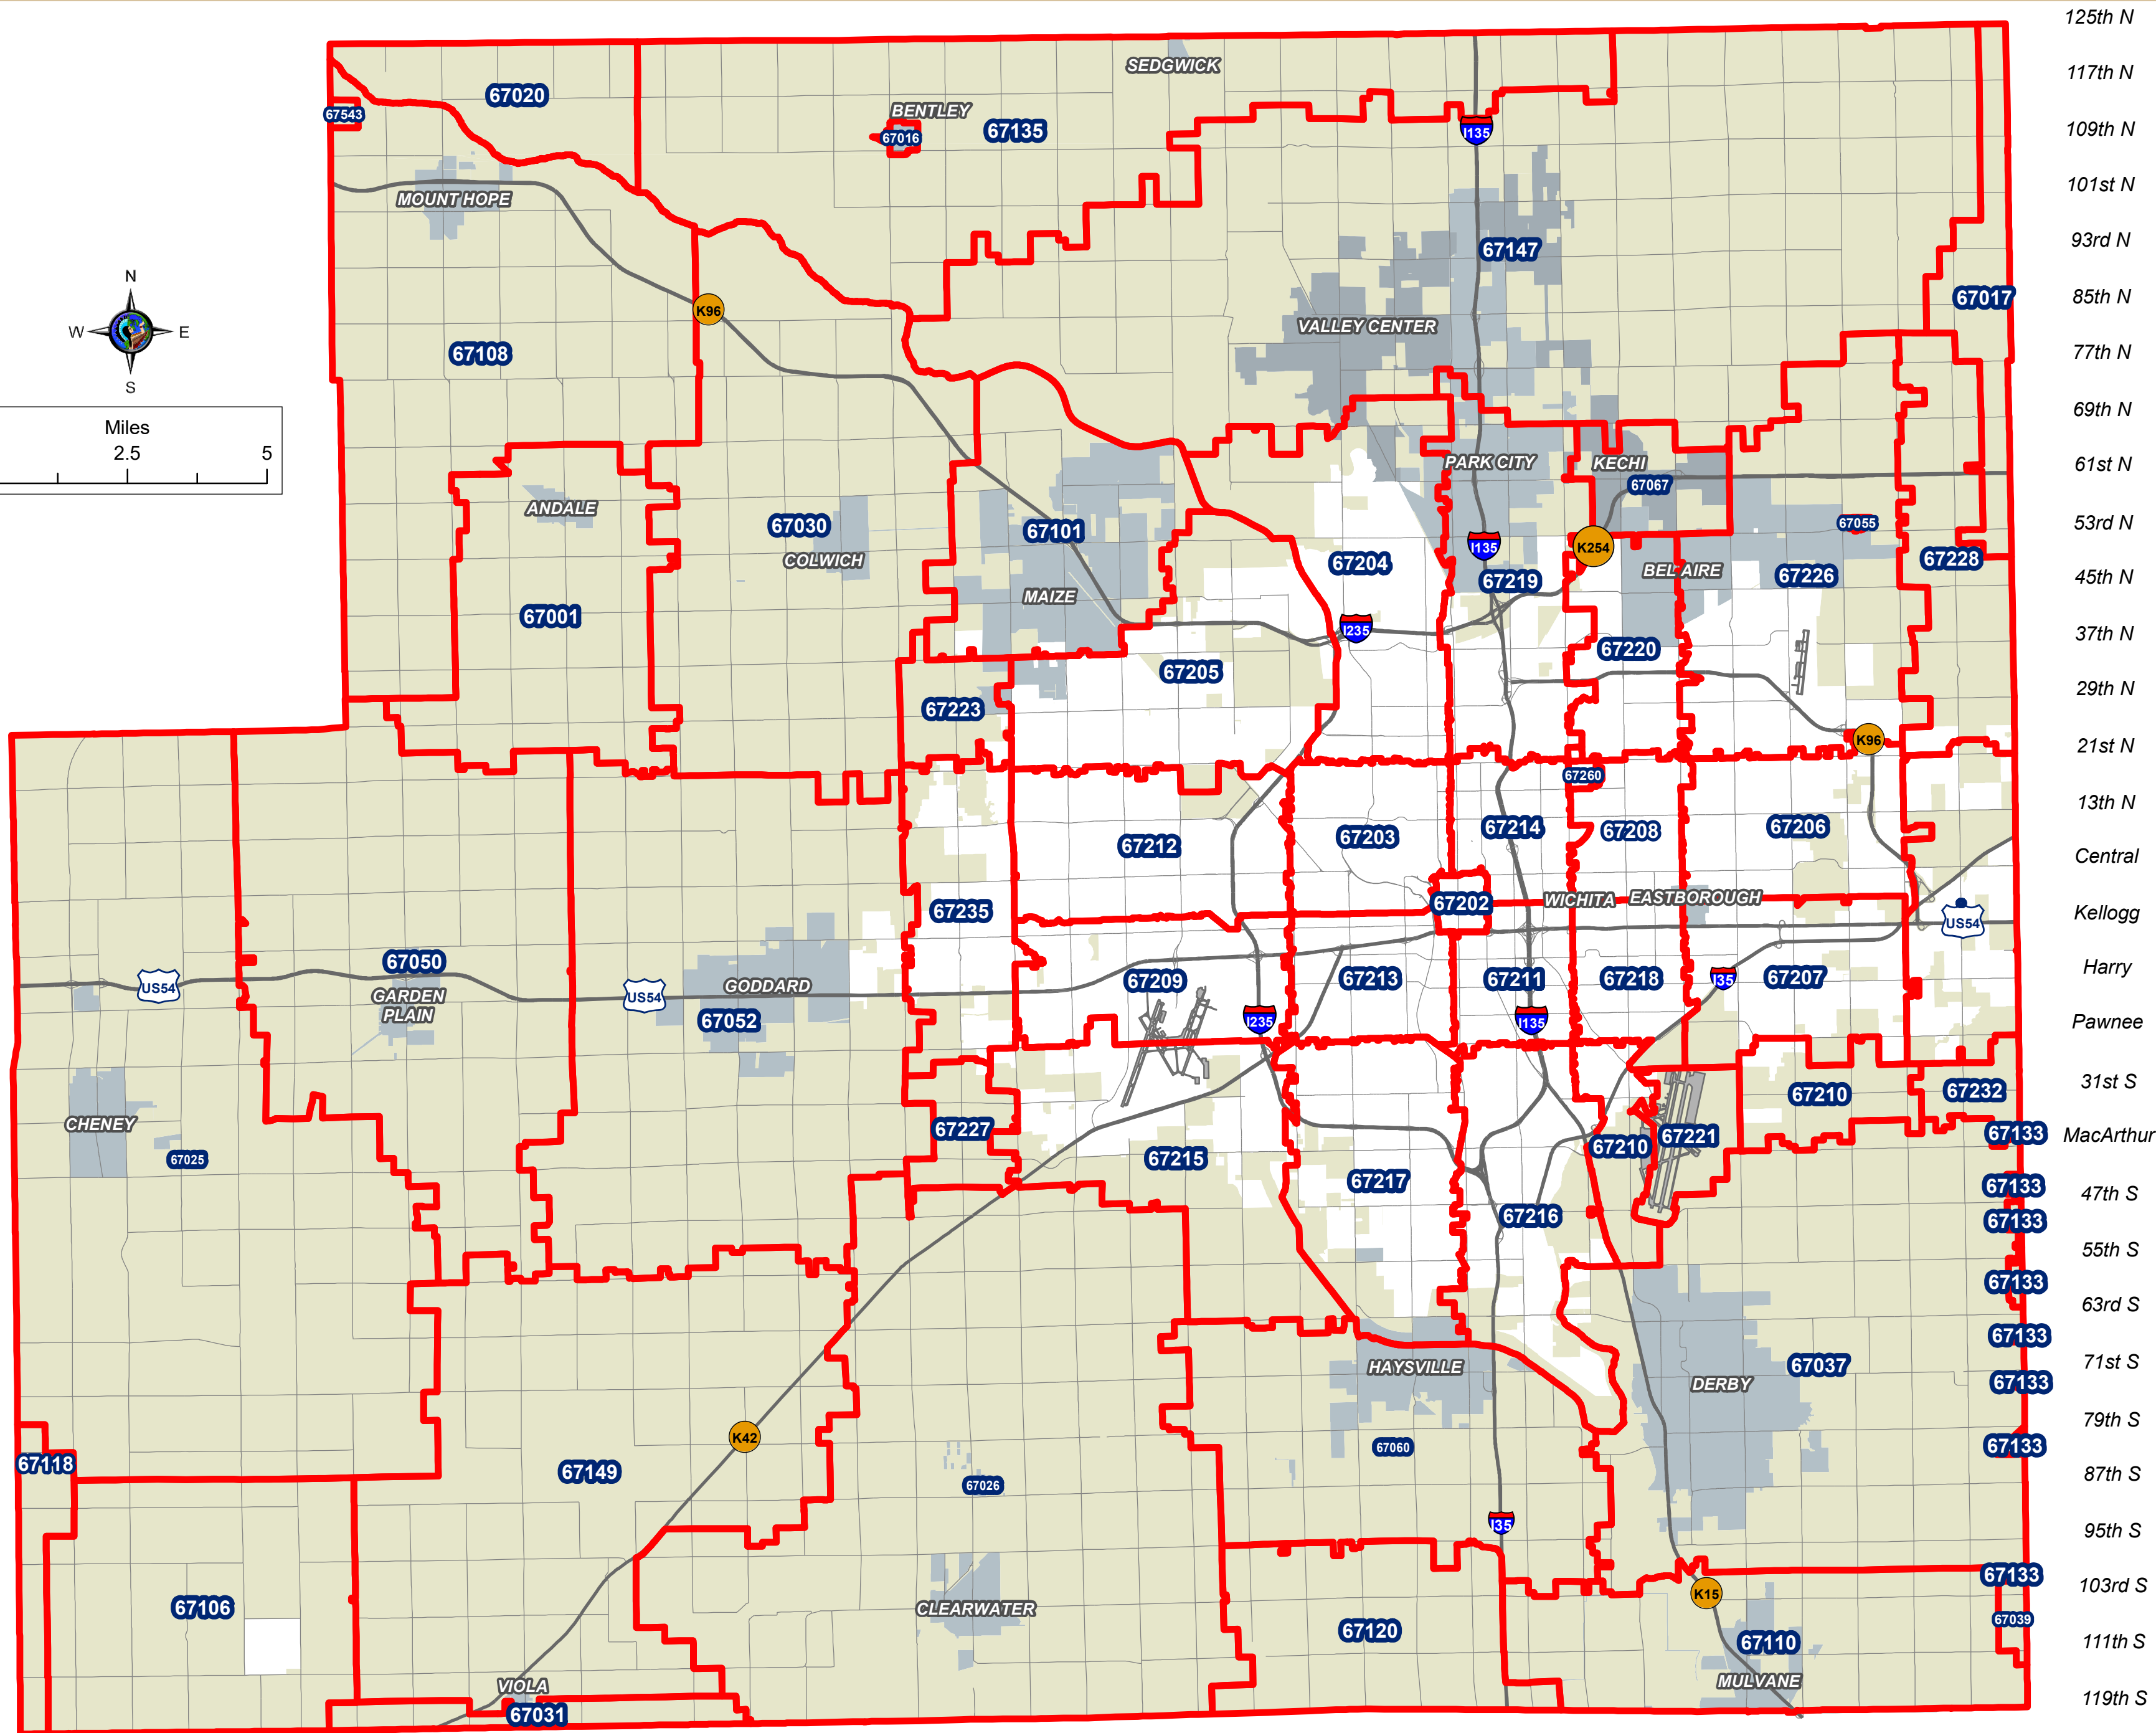 125th N
SEDGWICK
117th N
67020
67543
BENTLEY
67016
67135
I135
109th N
MOUNT HOPE
101st N
67147
93rd N
N
W
E
S
K96
67017
85th N
VALLEY CENTER
67108
77th N
Miles
2.5
5
69th N
PARK CITY
KECHI
61st N
67067
ANDALE
67030
COLWICH
67101
67055
53rd N
I135
K254
67204
67228
67219
BEL AIRE
67226
45th N
MAIZE
67001
I235
37th N
67220
67205
67223
29th N
K96
21st N
67260
13th N
67212
67203
67214
67208
67206
Central
67235
67202
WICHITA
EASTBOROUGH
Kellogg
US54
67050
US54
GARDEN
PLAIN
US54
GODDARD
67052
67209
67213
67211
67218
I35
67207
Harry
I235
I135
Pawnee
31st S
67210
67232
CHENEY
67025
67227
67215
67210
67221
67133
MacArthur
67217
67133
47th S
67216
67133
55th S
67133
63rd S
67133
HAYSVILLE
67037
71st S
DERBY
67133
79th S
K42
67060
67133
67118
67149
67026
87th S
I35
95th S
67133
103rd S
K15
67106
CLEARWATER
67120
67039
67110
111th S
VIOLA
67031
MULVANE
119th S